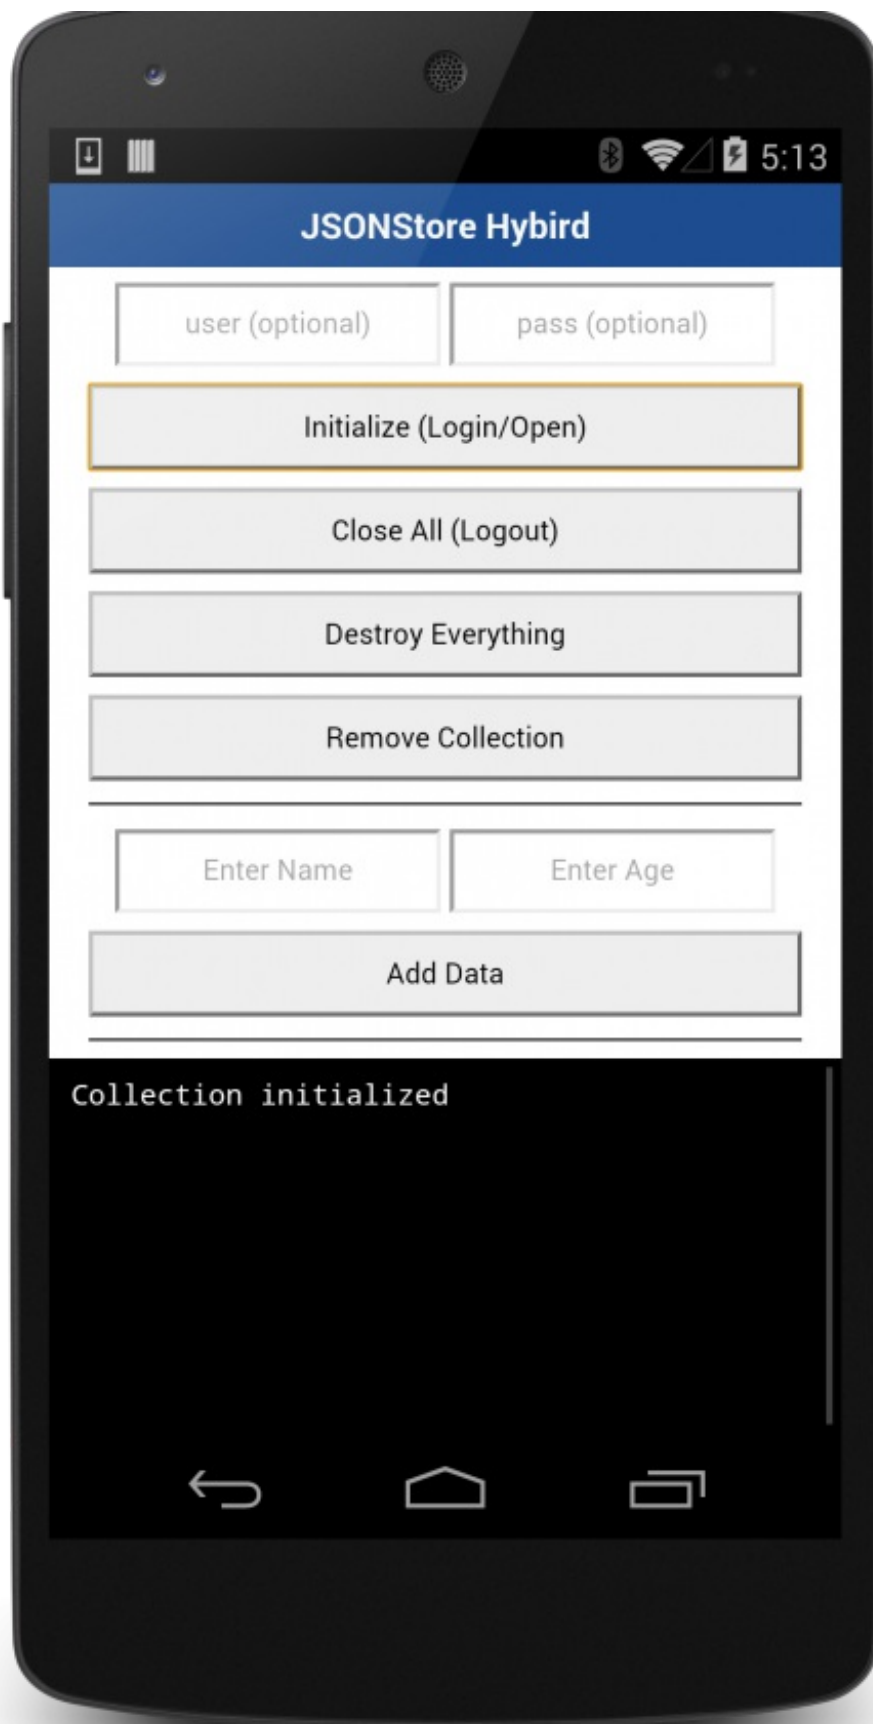 5:13
JSONStore Hybird
user (optional) pass (optional)
Initialize (Login/Open)
Close All (Logout)
Destroy Everything
Remove Collection
Enter Name Enter Age
Add Data
Collection initialized